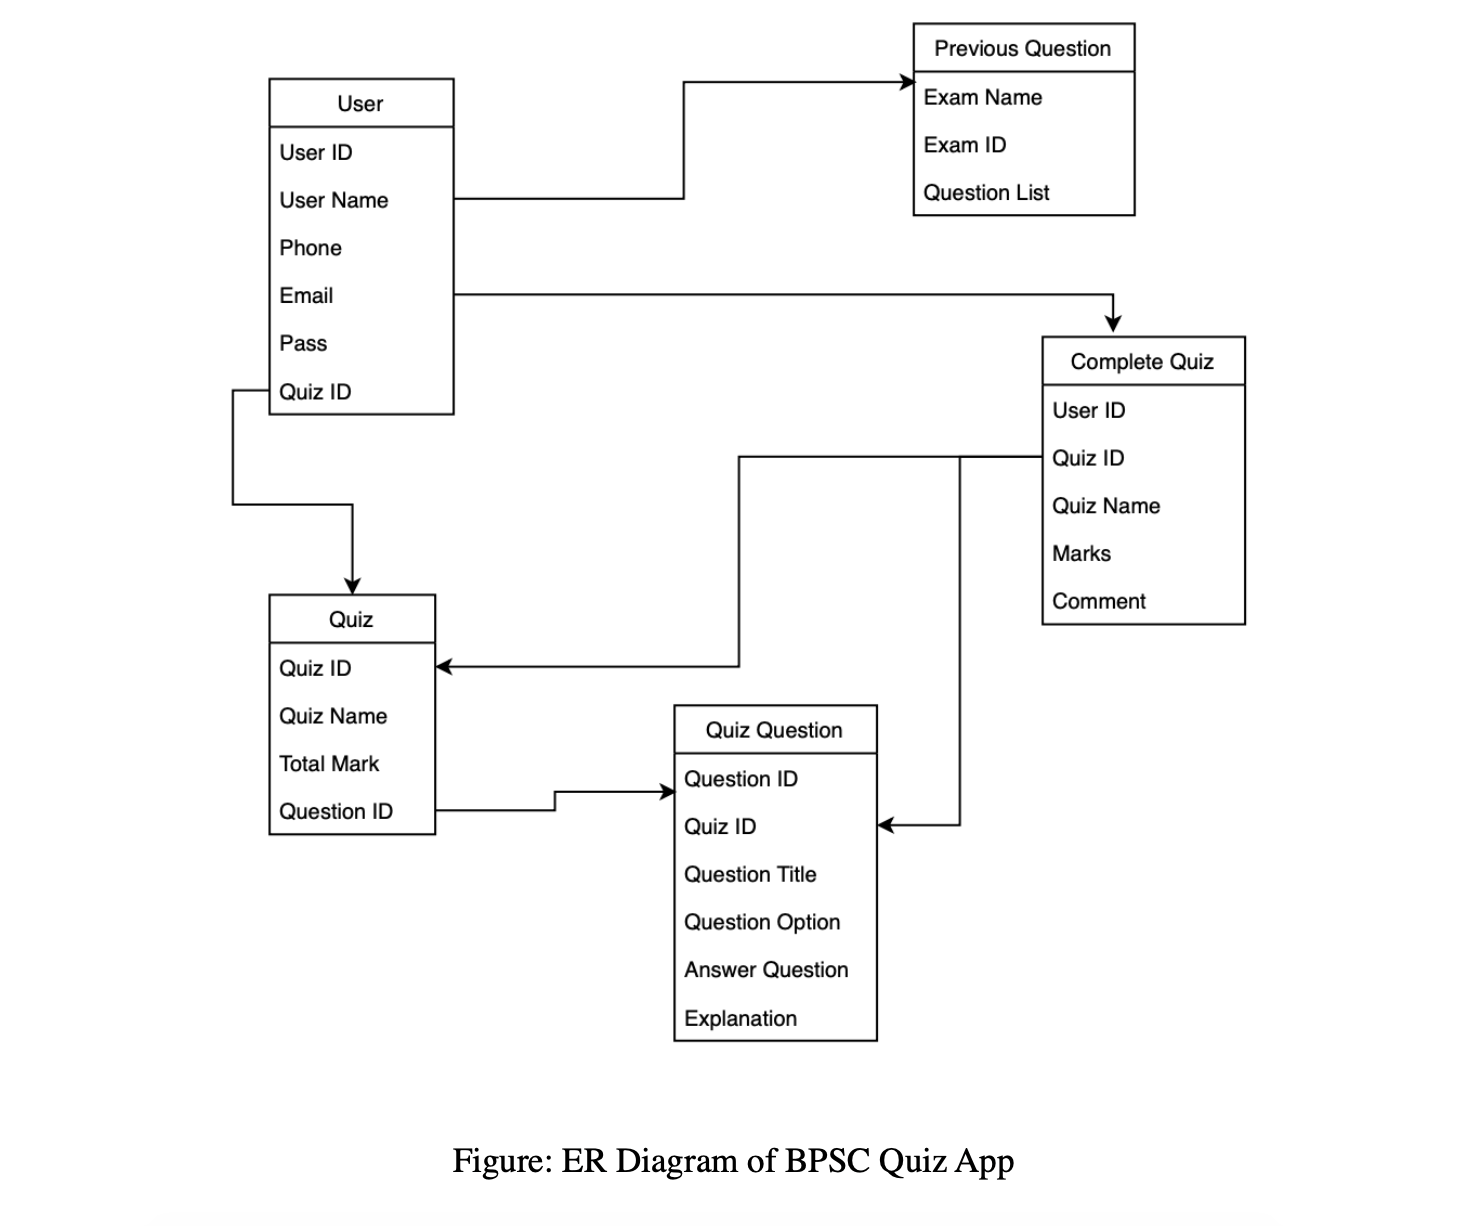 Previous Question
Exam Name
Exam ID
Question List
User
User ID
User Name
Phone
Email
Pass
Quiz ID
Complete Quiz
User ID
Quiz ID
Quiz Name
Marks
Comment
Quiz
Quiz ID
Quiz Name
Total Mark
Question ID
Quiz Question
Question ID
Quiz ID
Question Title
Question Option
Answer Question
Explanation
Figure: ER Diagram of BPSC Quiz App